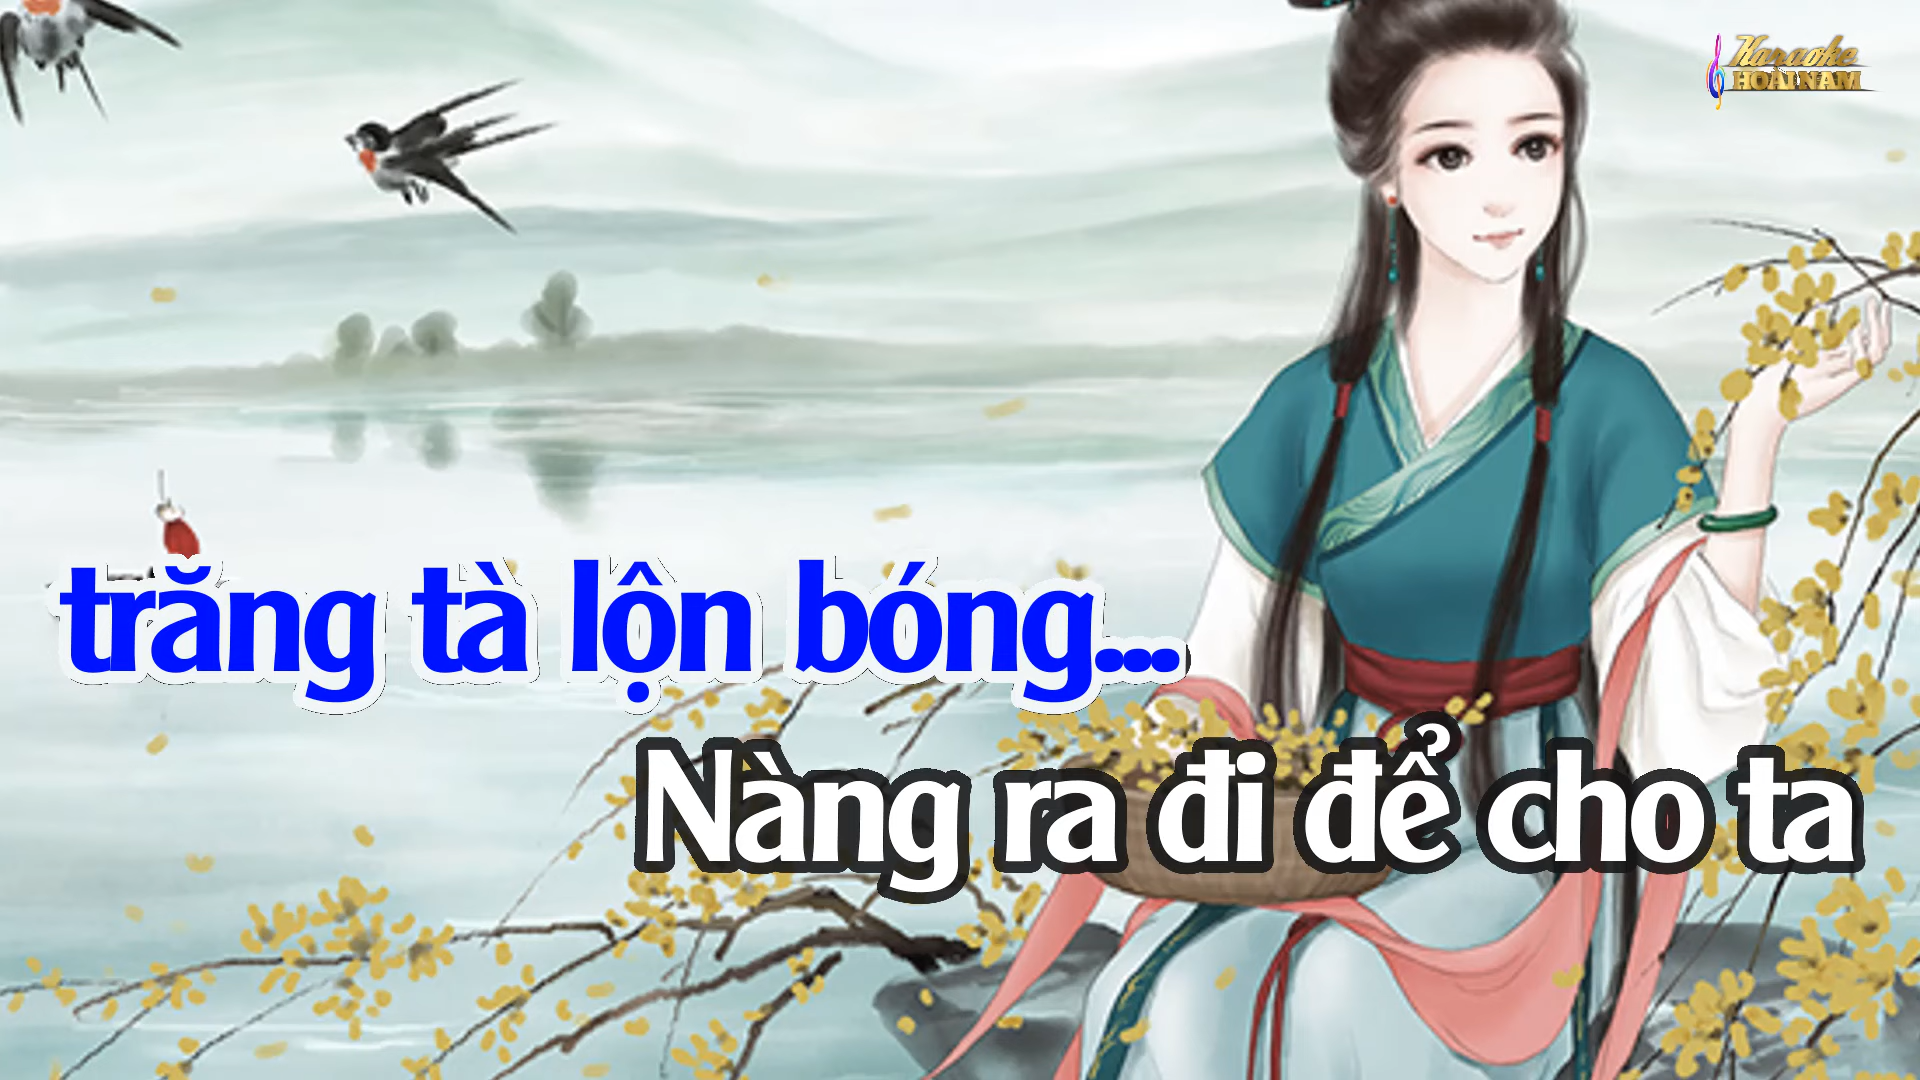 Karaoke
HOÀI NAM
trăng tà lộn bóng...
Nàng ra đi để cho ta